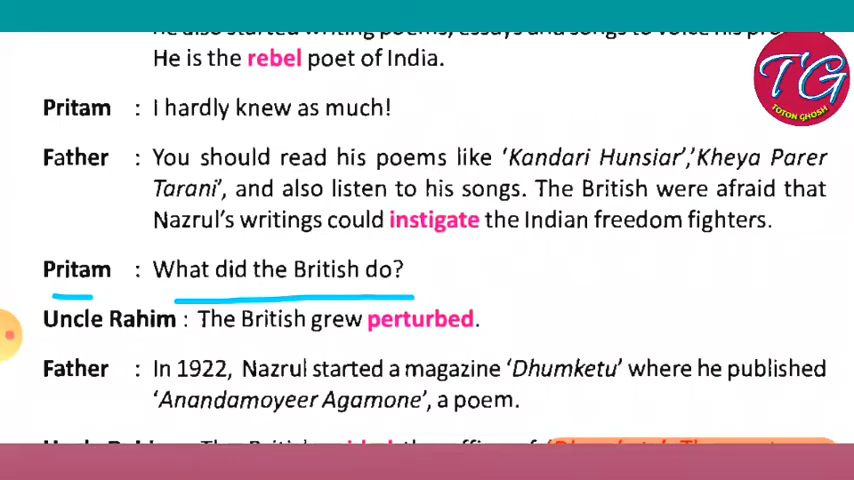 He is the rebel poet of India.
Pritam : I hardly knew as much!
Father : You should read his poems like ‘Kandari Hunsiar’,’Kheya Parer
Tarani’, and also listen to his songs. The British were afraid that
Nazrul’s writings could instigate the Indian freedom fighters.
Pritam : What did the British do?
Uncle Rahim : The British grew perturbed.
Father : In 1922, Nazrul started a magazine ‘Dhumketu’ where he published
‘Anandamoyeer Agamone’, a poem.
TG
TOTON GHOSH